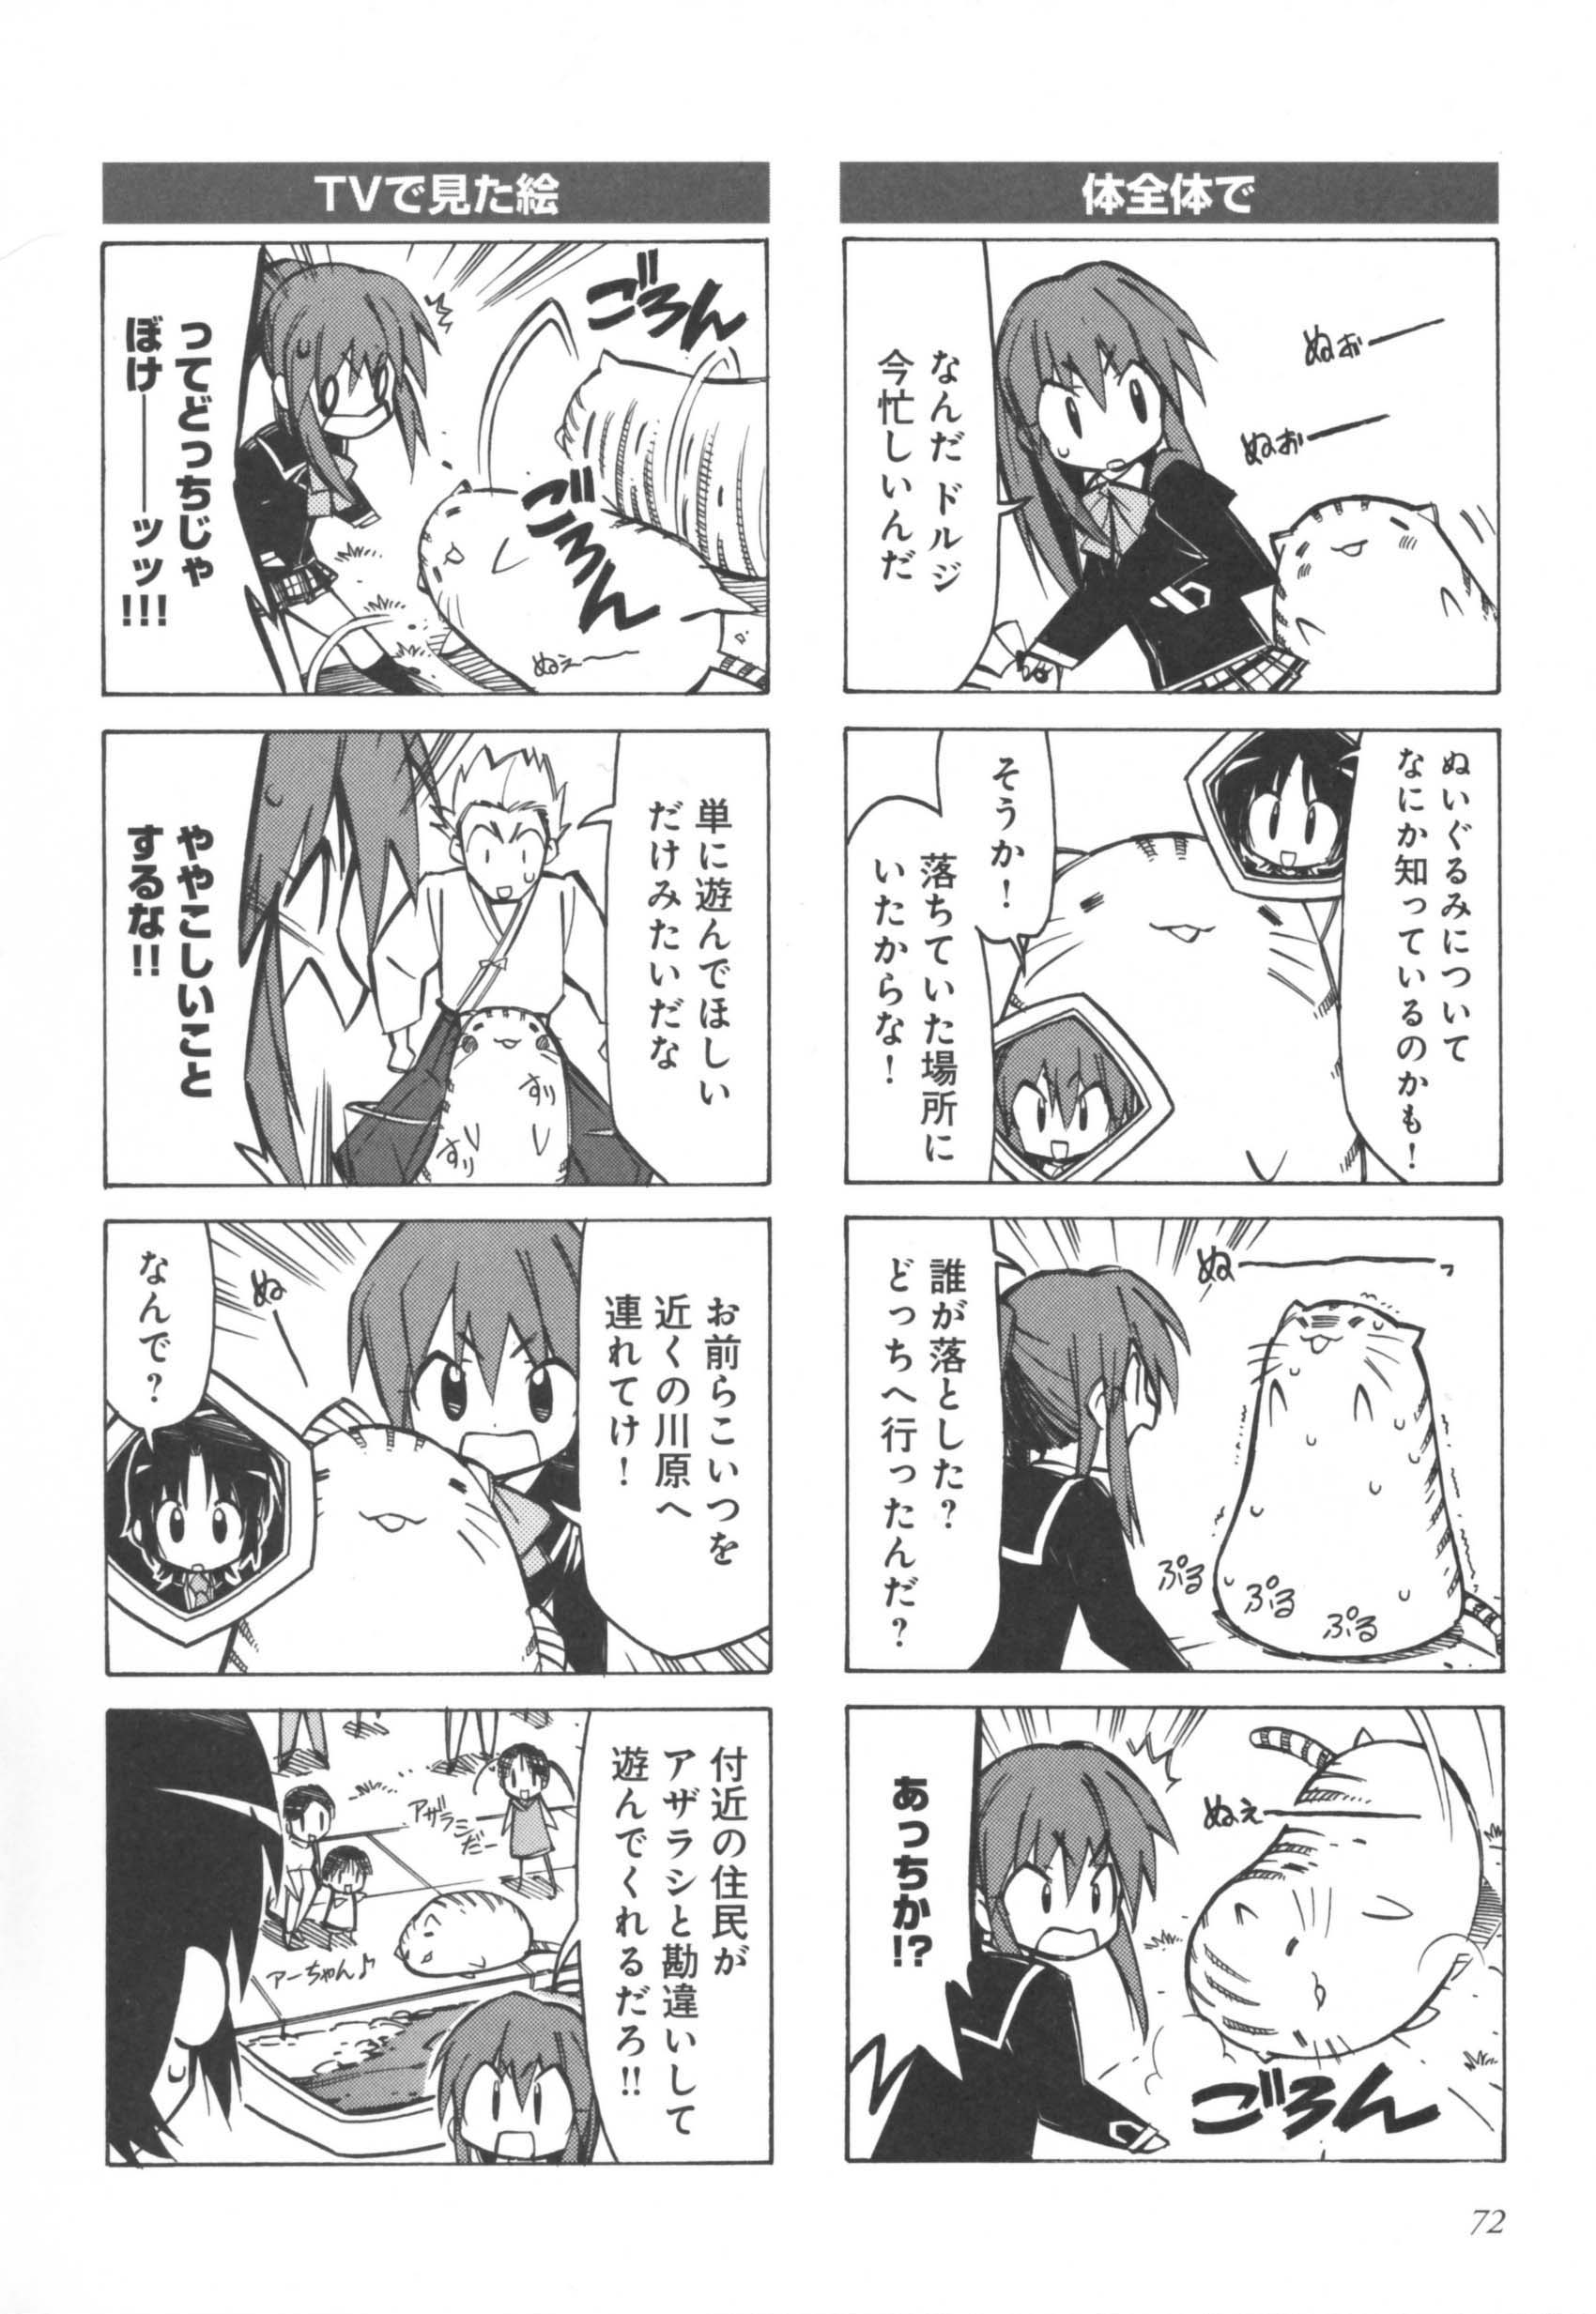 体全体で
ぬぉー
ぬぉー
なんだドルジ
今忙しいんだ
ぬいぐるみについて
なにか知っているのかも！
そうか！
落ちていた場所に
いたからな！
ぬーっ
誰が落とした？
どっちへ行ったんだ？
ぷる
ぷる
ぷる
ぬぇー
あっちか!?
ごろん
TVで見た絵
ごろん
ごろん
ぬぇー
ってどっちじゃ
ぼけーーッッ
!!!
単に遊んでほしい
だけみたいだな
すり
すり
ややこしいこと
するな!!
お前らこいつを
近くの川原へ
連れてけ！
ぬー
なんで？
付近の住民が
アザラシと勘違いして
遊んでくれるだろ!!
アザラシ
だー
アーちゃん♪
72